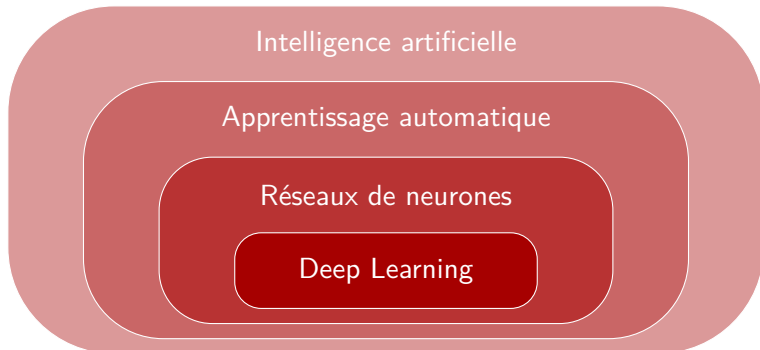 Intelligence artificielle
Apprentissage automatique
Réseaux de neurones
Deep Learning